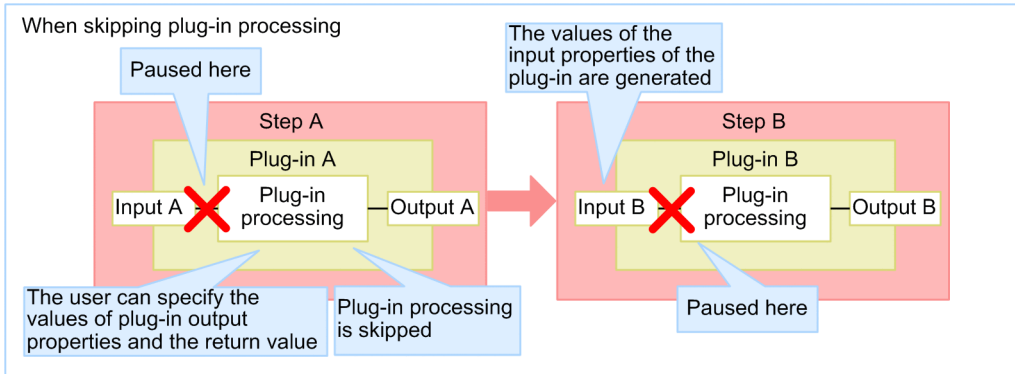 When skipping plug-in processing
Paused here
The values of the
input properties of the
plug-in are generated
Step A
Plug-in A
Input A
Plug-in
processing
Output A
The user can specify the
values of plug-in output
properties and the return value
Plug-in processing
is skipped
Step B
Plug-in B
Input B
Plug-in
processing
Output B
Paused here